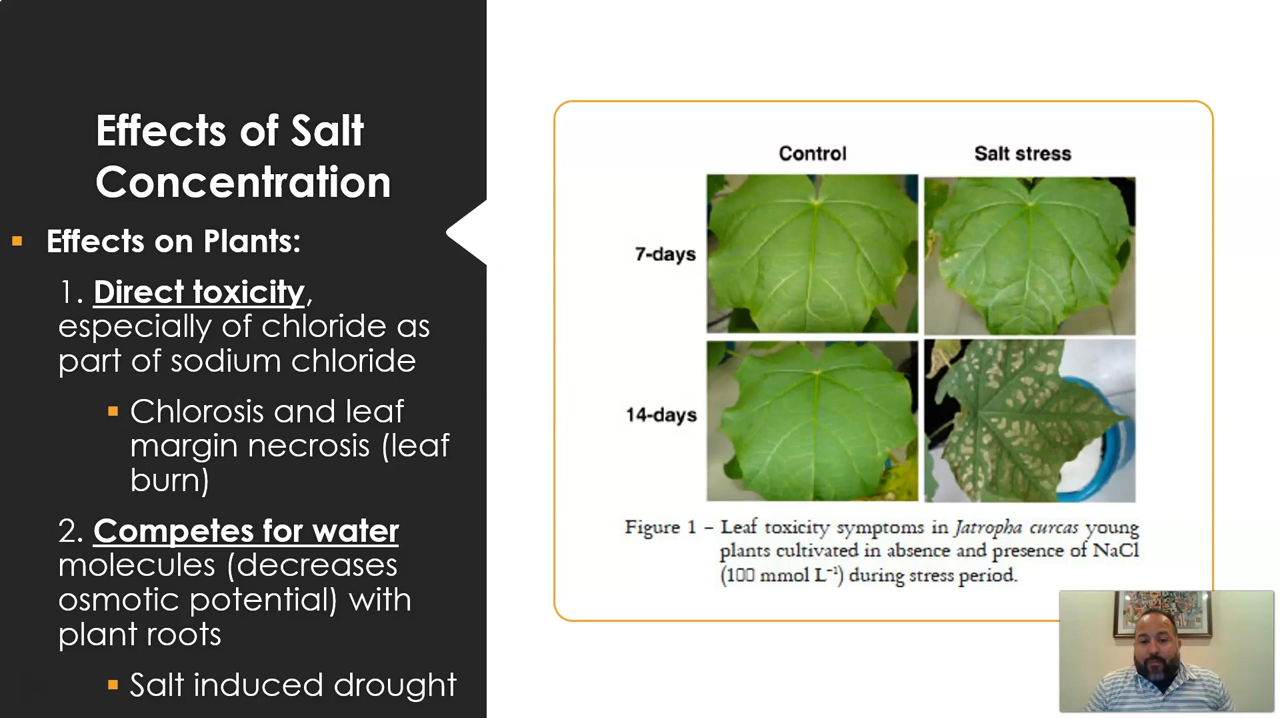 Effects of Salt
Concentration
Effects on Plants:
1. Direct toxicity,
especially of chloride as
part of sodium chloride
Chlorosis and leaf
margin necrosis (leaf
burn)
2. Competes for water
molecules (decreases
osmotic potential) with
plant roots
Salt induced drought
Control Salt stress
7-days
14-days
Figure 1 – Leaf toxicity symptoms in Jatropha curcas young
plants cultivated in absence and presence of NaCl
(1▯▯ mmol L⁻¹) during stress period.